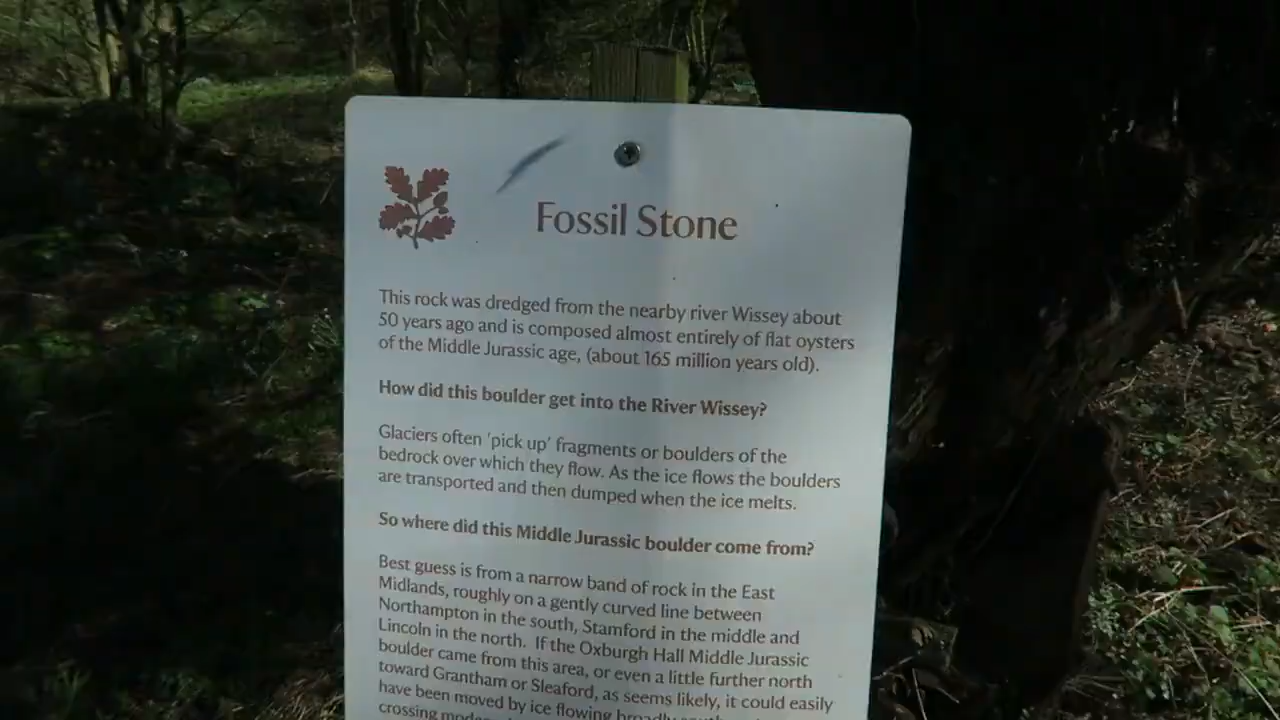 Fossil Stone
This rock was dredged from the nearby river Wissey about
50 years ago and is composed almost entirely of flat oysters
of the Middle Jurassic age, (about 165 million years old).
How did this boulder get into the River Wissey?
Glaciers often 'pick up' fragments or boulders of the
bedrock over which they flow. As the ice flows the boulders
are transported and then dumped when the ice melts.
So where did this Middle Jurassic boulder come from?
Best guess is from a narrow band of rock in the East
Midlands, roughly on a gently curved line between
Northampton in the south, Stamford in the middle and
Lincoln in the north. If the Oxburgh Hall Middle Jurassic
boulder came from this area, or even a little further north
toward Grantham or Sleaford, as seems likely, it could easily
have been moved by ice flowing broadly
crossing